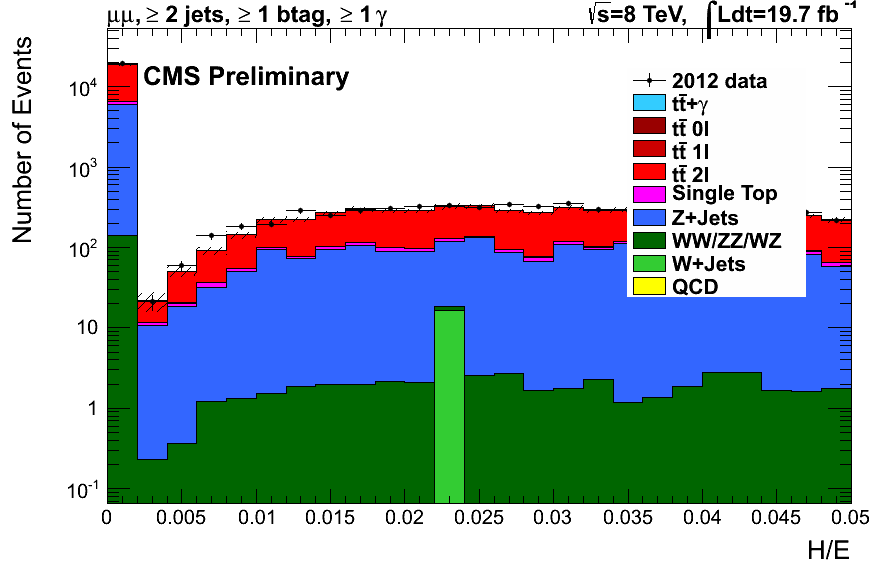 μμ, ≥ 2 jets, ≥ 1 btag, ≥ 1 γ
√s=8 TeV, ∫Ldt=19.7 fb⁻¹
CMS Preliminary
Number of Events
10⁴
10³
10²
10
1
10⁻¹
2012 data
tt̄+γ
tt̄ 0l
tt̄ 1l
tt̄ 2l
Single Top
Z+Jets
WW/ZZ/WZ
W+Jets
QCD
0 0.005 0.01 0.015 0.02 0.025 0.03 0.035 0.04 0.045 0.05
H/E